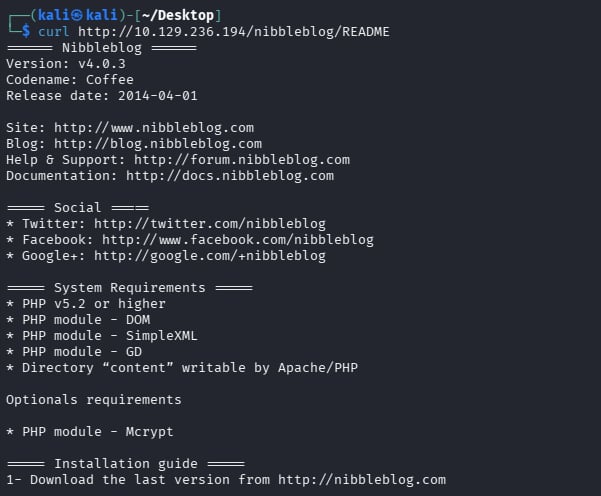 ┌──(kali㉿kali)-[~/Desktop]
└─$ curl http://10.129.236.194/nibbleblog/README
====== Nibbleblog ======
Version: v4.0.3
Codename: Coffee
Release date: 2014-04-01

Site: http://www.nibbleblog.com
Blog: http://blog.nibbleblog.com
Help & Support: http://forum.nibbleblog.com
Documentation: http://docs.nibbleblog.com

===== Social =====
* Twitter: http://twitter.com/nibbleblog
* Facebook: http://www.facebook.com/nibbleblog
* Google+: http://google.com/+nibbleblog

===== System Requirements =====
* PHP v5.2 or higher
* PHP module - DOM
* PHP module - SimpleXML
* PHP module - GD
* Directory “content” writable by Apache/PHP

Optionals requirements

* PHP module - Mcrypt

===== Installation guide =====
1- Download the last version from http://nibbleblog.com